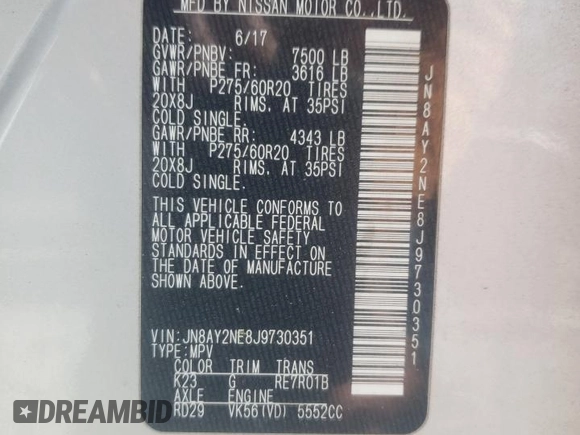 MFD BY NISSAN MOTOR CO.,LTD.
DATE: 6/17
GVWR/PNBV: 7500 LB
GAWR/PNBE FR: 3616 LB
WITH P275/60R20 TIRES
20X8J RIMS, AT 35PSI
COLD SINGLE.
GAWR/PNBE RR: 4343 LB
WITH P275/60R20 TIRES
20X8J RIMS, AT 35PSI
COLD SINGLE.
THIS VEHICLE CONFORMS TO
ALL APPLICABLE FEDERAL
MOTOR VEHICLE SAFETY
STANDARDS IN EFFECT ON
THE DATE OF MANUFACTURE
SHOWN ABOVE.
VIN: JN8AY2NE8J9730351
TYPE: MPV
COLOR TRIM TRANS
K23 G RE7R01B
AXLE ENGINE
RD29 VK56(VD) 5552CC
JN8AY2NE8J9730351
DREAMBID